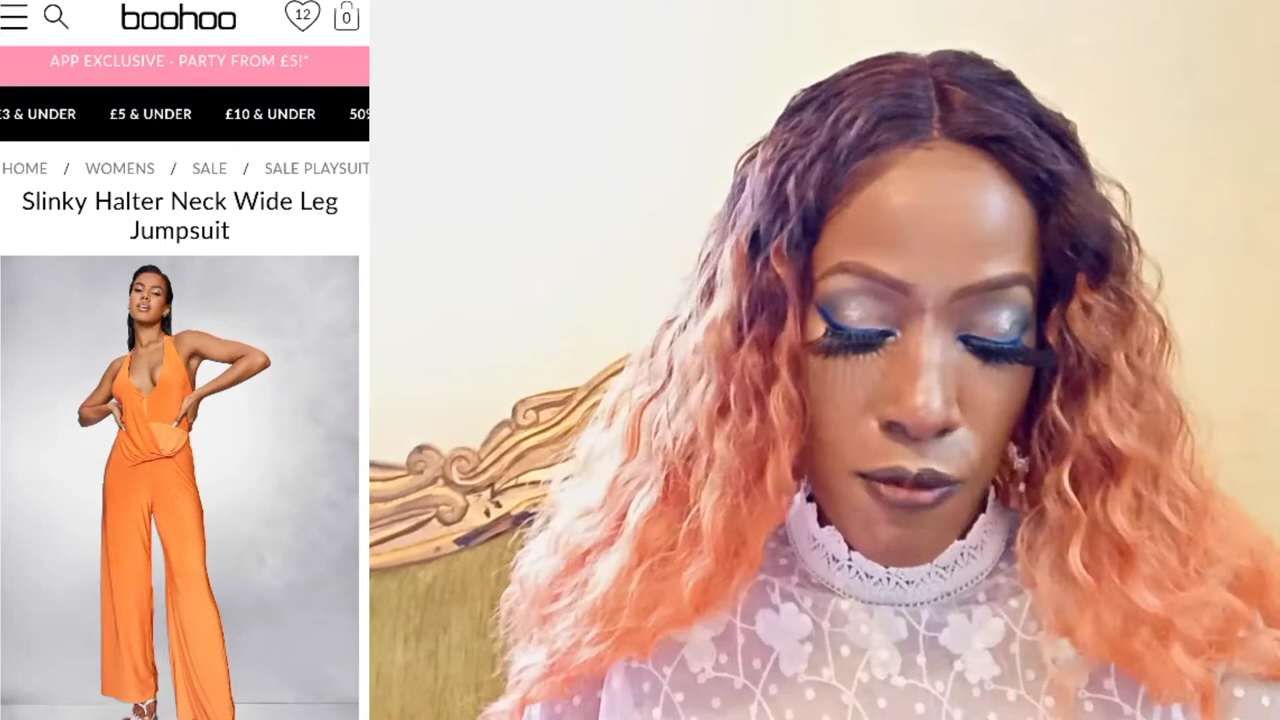 boohoo
12
0
APP EXCLUSIVE - PARTY FROM £5!*
£3 & UNDER £5 & UNDER £10 & UNDER 50%
HOME / WOMENS / SALE / SALE PLAYSUIT
Slinky Halter Neck Wide Leg
Jumpsuit